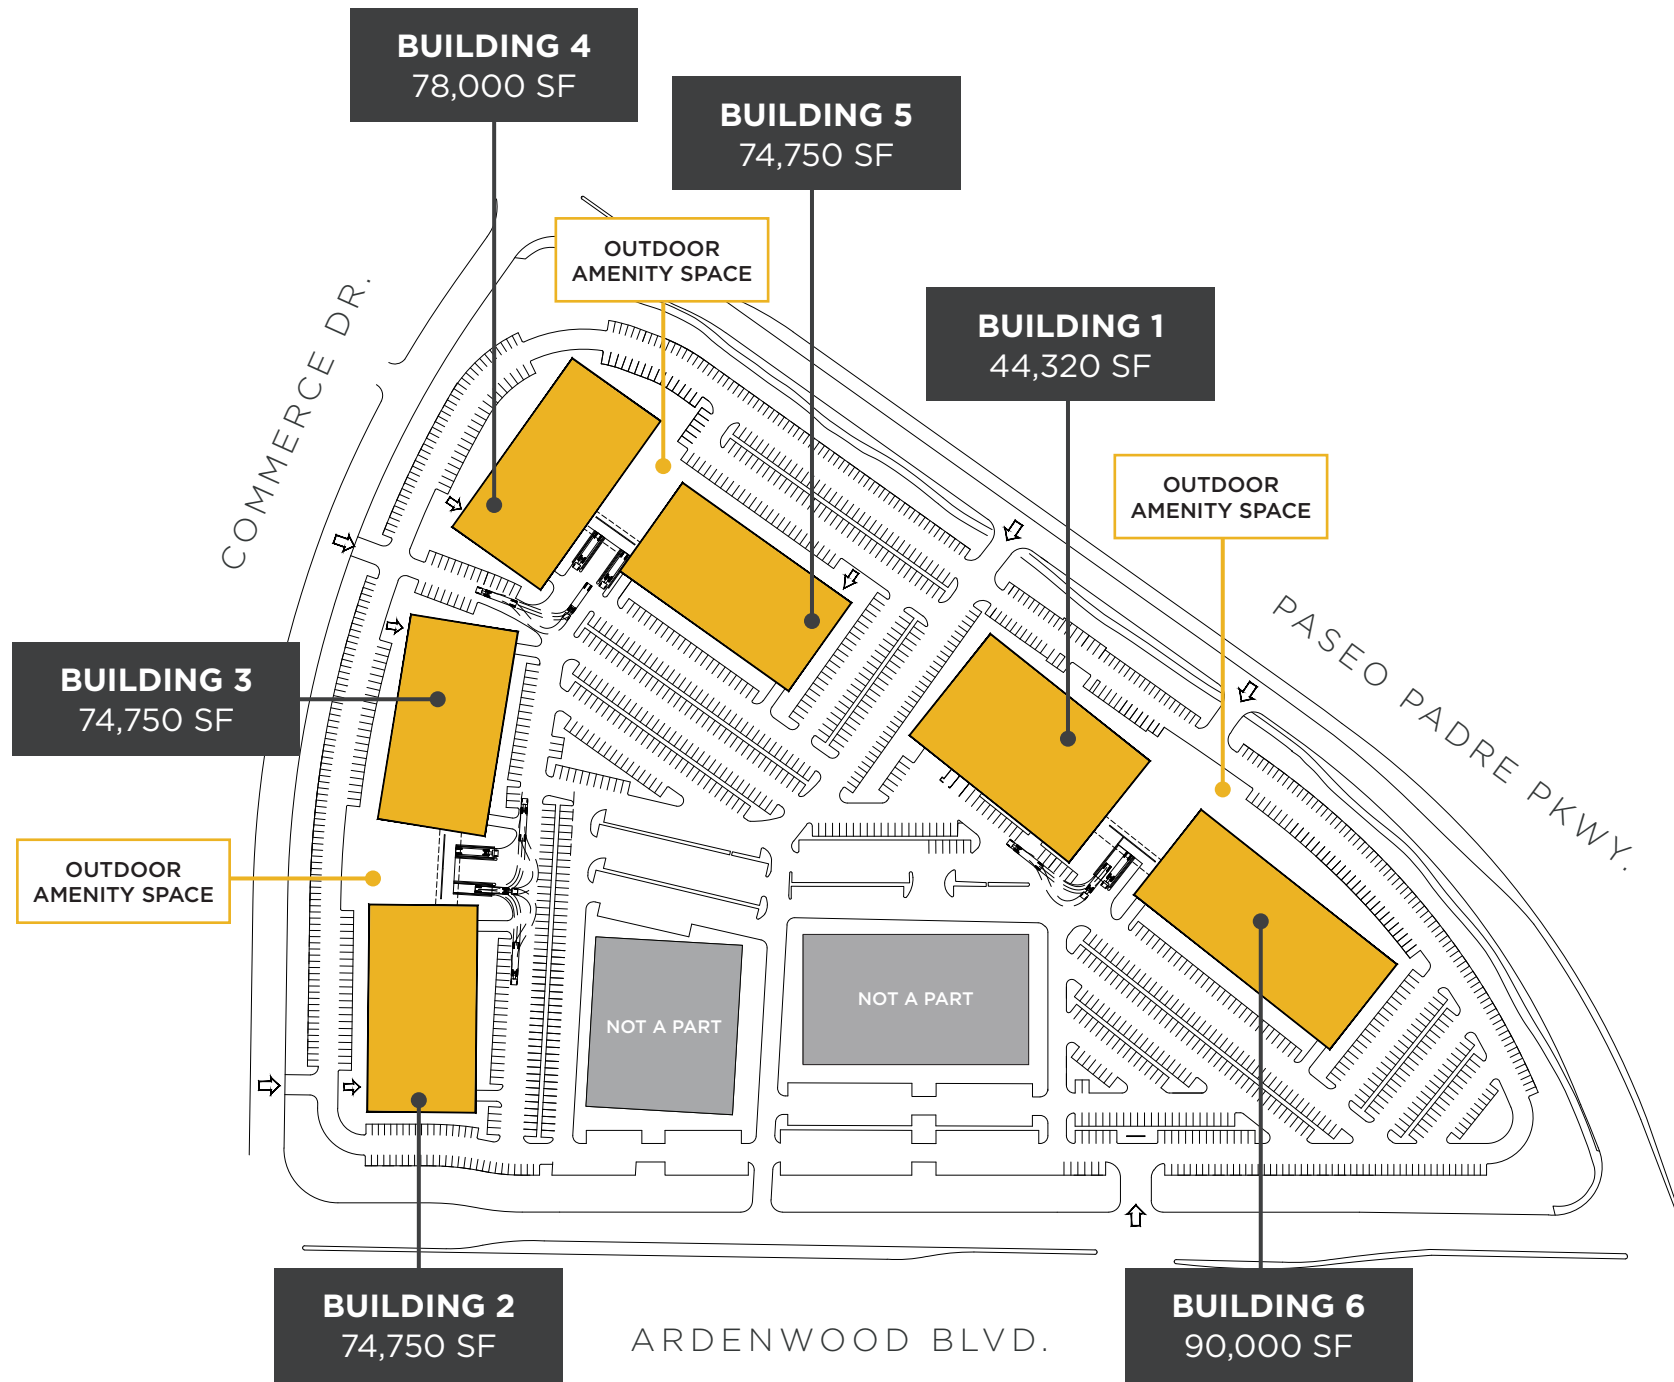 BUILDING 4
78,000 SF
BUILDING 5
74,750 SF
OUTDOOR
AMENITY SPACE
COMMERCE DR.
BUILDING 1
44,320 SF
OUTDOOR
AMENITY SPACE
PASEO PADRE PKWY.
BUILDING 3
74,750 SF
OUTDOOR
AMENITY SPACE
NOT A PART
NOT A PART
BUILDING 2
74,750 SF
ARDENWOOD BLVD.
BUILDING 6
90,000 SF